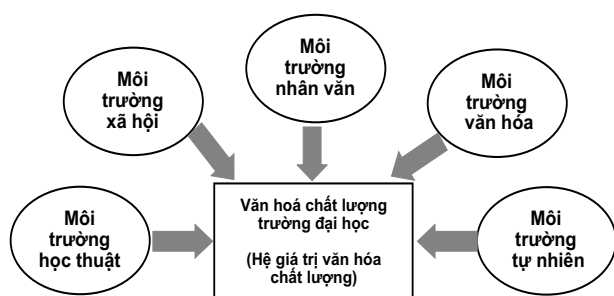 Môi
trường
nhân văn
Môi
trường
xã hội
Môi
trường
văn hóa
Môi
trường
học thuật
Văn hoá chất lượng
trường đại học
(Hệ giá trị văn hóa
chất lượng)
Môi
trường
tự nhiên